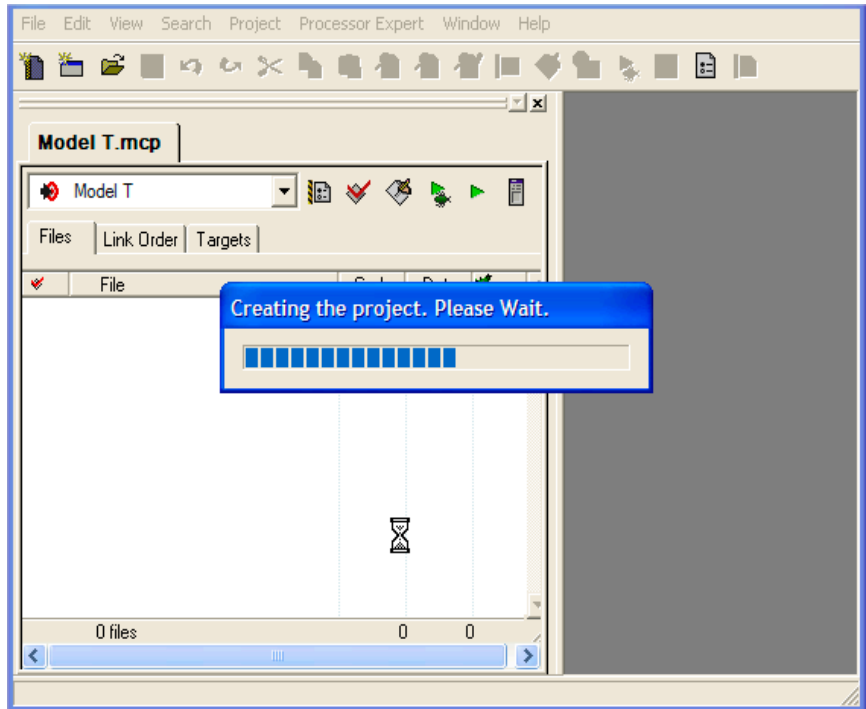 File Edit View Search Project Processor Expert Window Help
Model T.mcp
Model T
Files Link Order Targets
File
Creating the project. Please Wait.
0 files 0 0